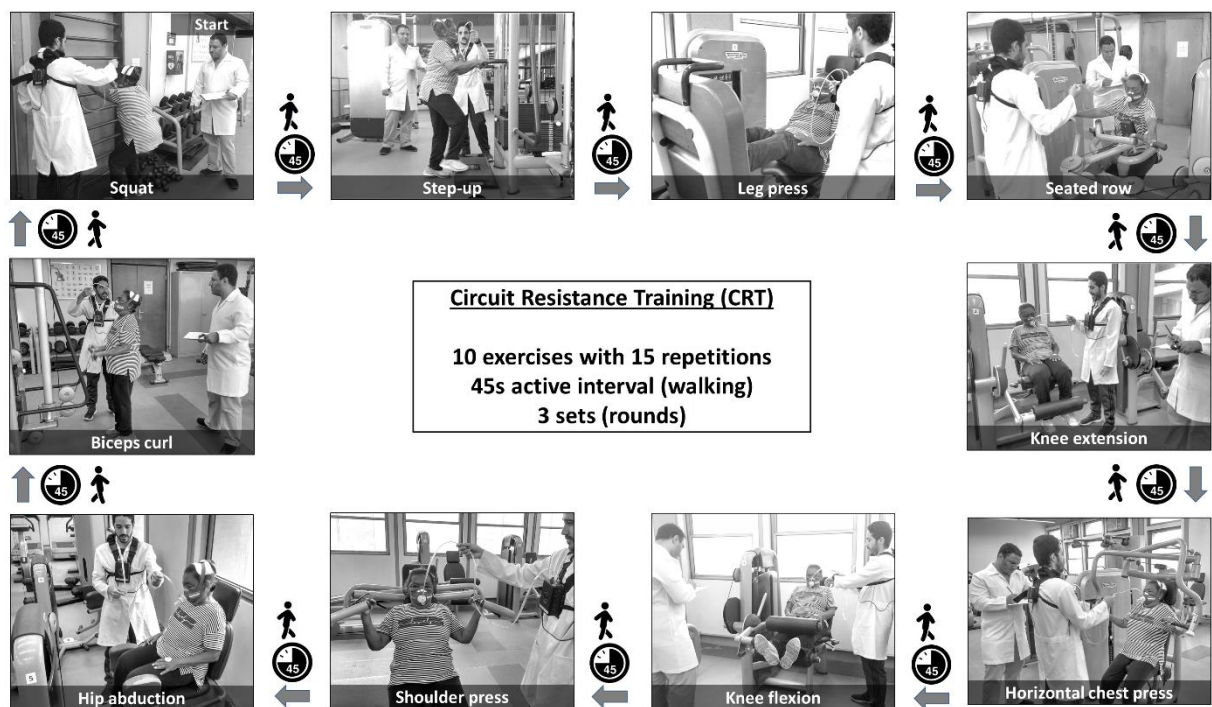 Start
Squat
45
Step-up
45
Leg press
45
Seated row
45
Knee extension
45
Horizontal chest press
45
Knee flexion
45
Shoulder press
45
Hip abduction
45
Biceps curl
45
Circuit Resistance Training (CRT)
10 exercises with 15 repetitions
45s active interval (walking)
3 sets (rounds)